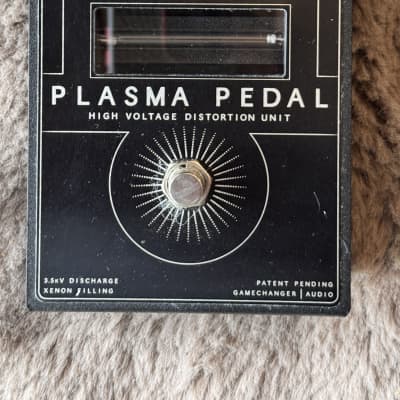 PLASMA PEDAL
HIGH VOLTAGE DISTORTION UNIT
3.5KV DISCHARGE
XENON FILLING
PATENT PENDING
GAMECHANGER | AUDIO